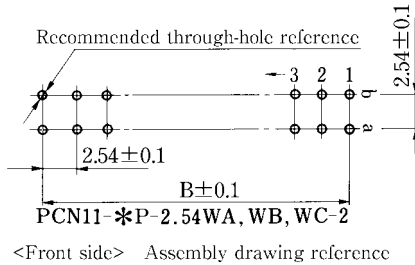 Recommended through-hole reference
3 2 1
b
a
2.54±0.1
2.54±0.1
B±0.1
PCN11-*P-2.54WA, WB, WC-2
<Front side> Assembly drawing reference